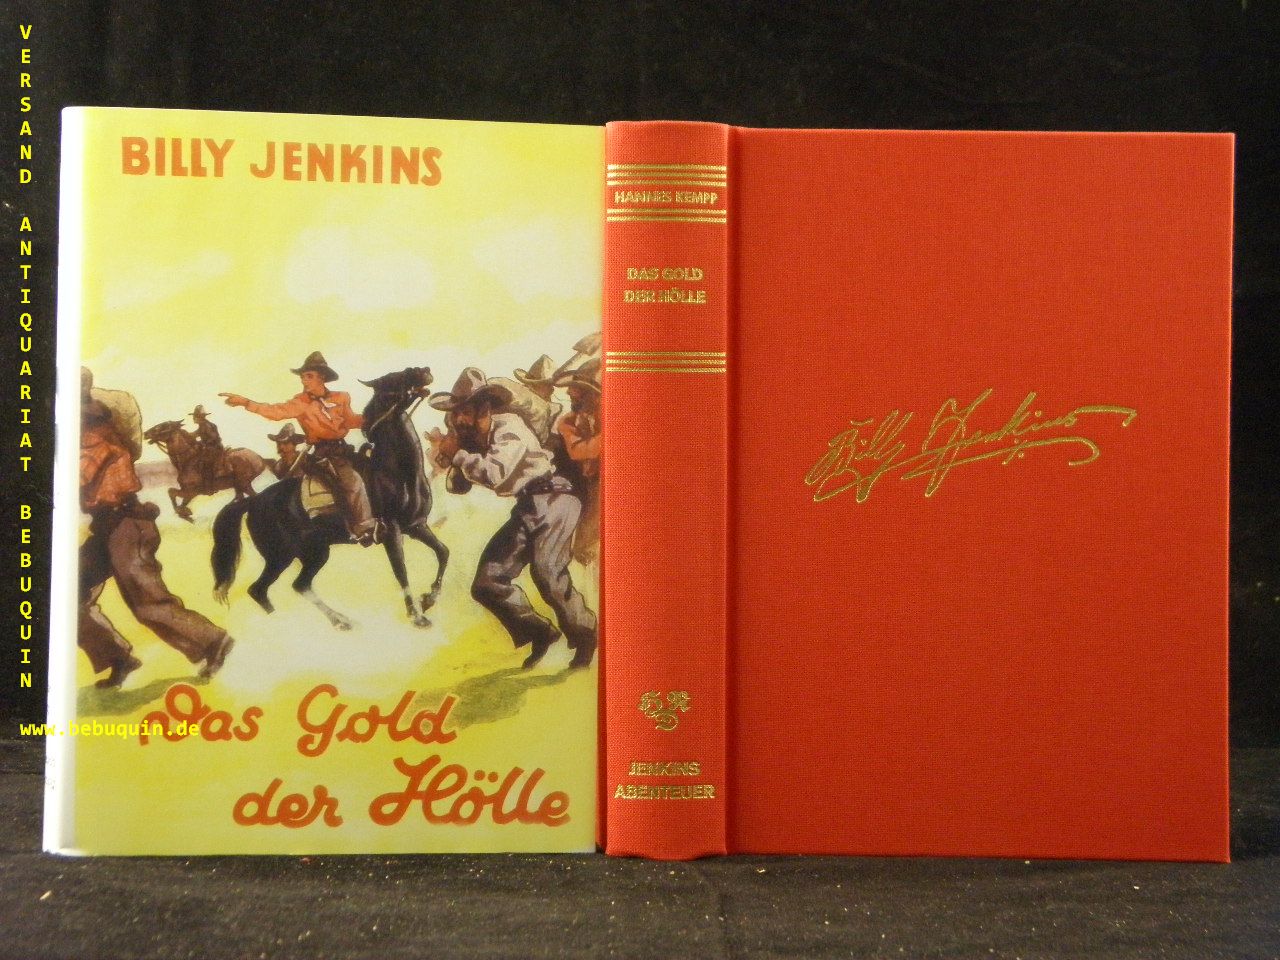 VERSAND ANTIQUARIAT BEBUQUIN
www.bebuquin.de
BILLY JENKINS
Das Gold
der Hölle
HANNES KEMPP
DAS GOLD
DER HÖLLE
JENKINS
ABENTEUER
Billy Jenkins